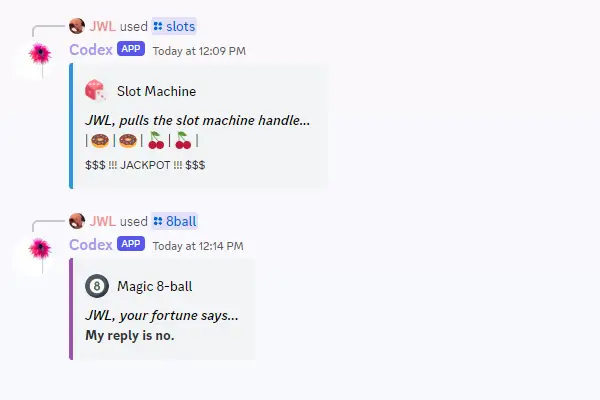 JWL used slots
Codex APP Today at 12:09 PM
Slot Machine
JWL, pulls the slot machine handle...
| 🍩 | 🍩 | 🍒 | 🍒 |
$$$ !!! JACKPOT !!! $$$
JWL used 8ball
Codex APP Today at 12:14 PM
8 Magic 8-ball
JWL, your fortune says...
My reply is no.